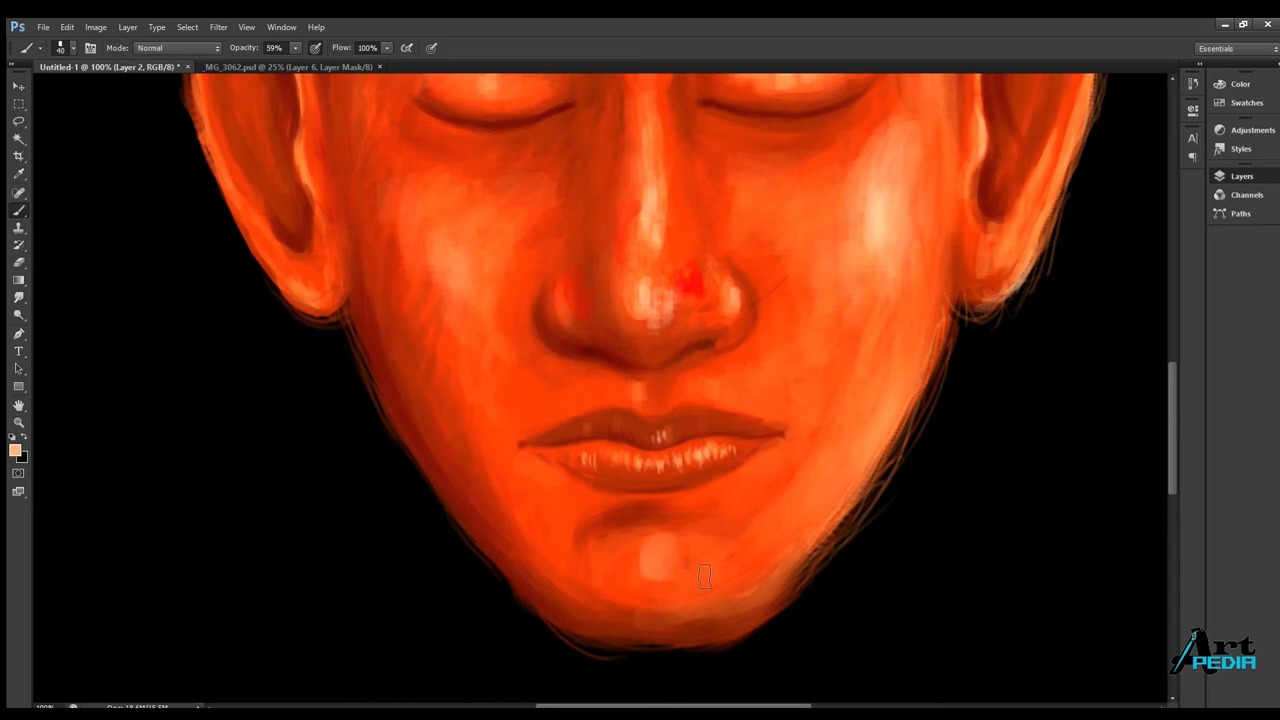 Ps File Edit Image Layer Type Select Filter View Window Help
40 Mode: Normal Opacity: 59% Flow: 100% Essentials
Untitled-1 @ 100% (Layer 2, RGB/8) * × _MG_3062.psd @ 25% (Layer 6, Layer Mask/8) ×
Color
Swatches
Adjustments
Styles
Layers
Channels
Paths
Art
PEDIA